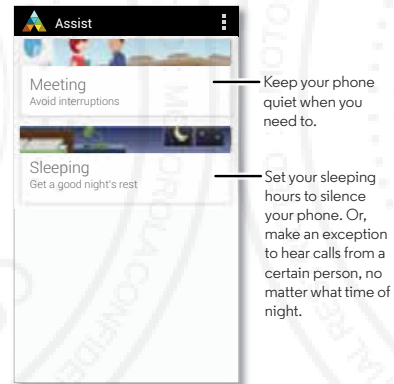 Assist
Meeting
Avoid interruptions
Keep your phone
quiet when you
need to.
Sleeping
Get a good night's rest
Set your sleeping
hours to silence
your phone. Or,
make an exception
to hear calls from a
certain person, no
matter what time of
night.